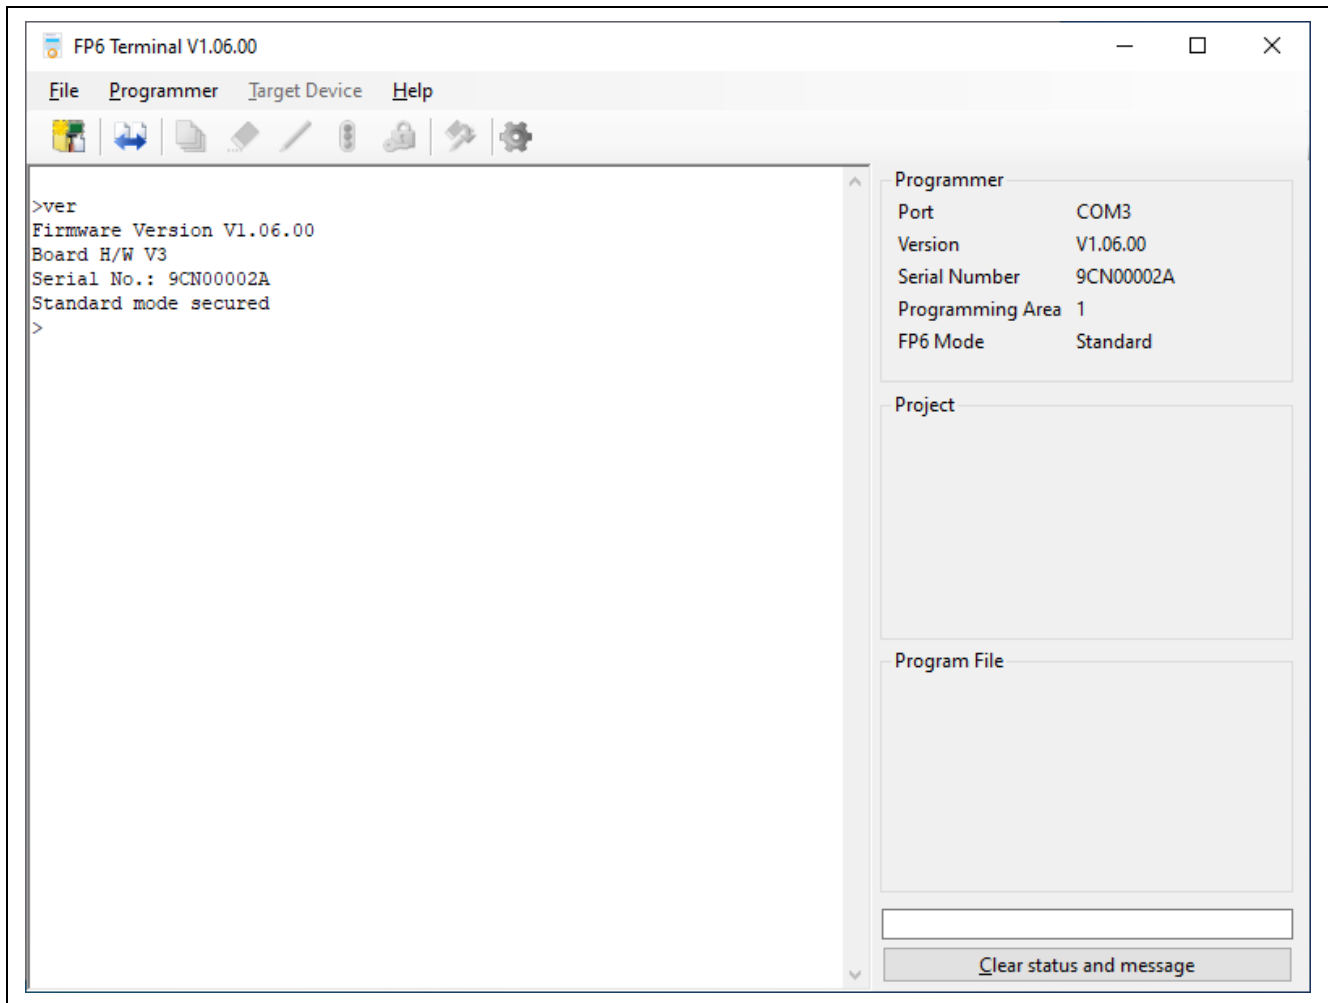 FP6 Terminal V1.06.00
File Programmer Target Device Help
>ver
Firmware Version V1.06.00
Board H/W V3
Serial No.: 9CN00002A
Standard mode secured
>
Programmer
Port COM3
Version V1.06.00
Serial Number 9CN00002A
Programming Area 1
FP6 Mode Standard
Project
Program File
Clear status and message